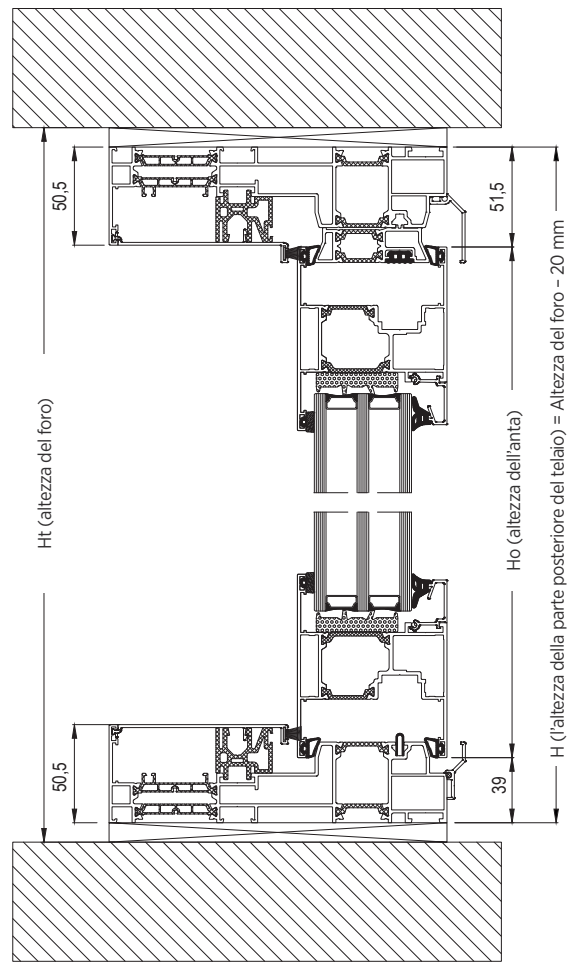 50,5
51,5
Ht (altezza del foro)
Ho (altezza dell'anta)
H (l'altezza della parte posteriore del telaio) = Altezza del foro - 20 mm
50,5
39